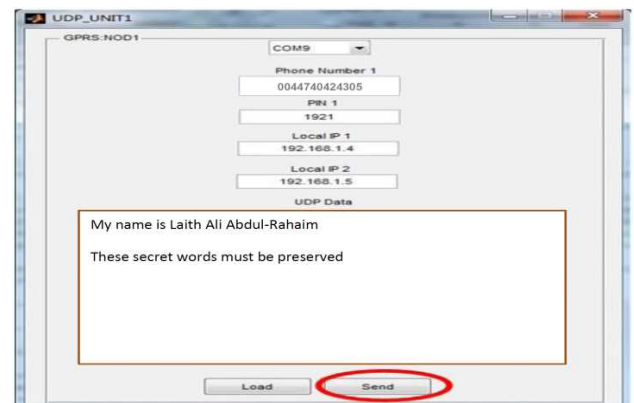 UDP_UNIT1
GPRS:NOD1
COM9
Phone Number 1
0044740424305
PIN 1
1921
Local IP 1
192.168.1.4
Local IP 2
192.168.1.5
UDP Data
My name is Laith Ali Abdul-Rahaim
These secret words must be preserved
Load Send